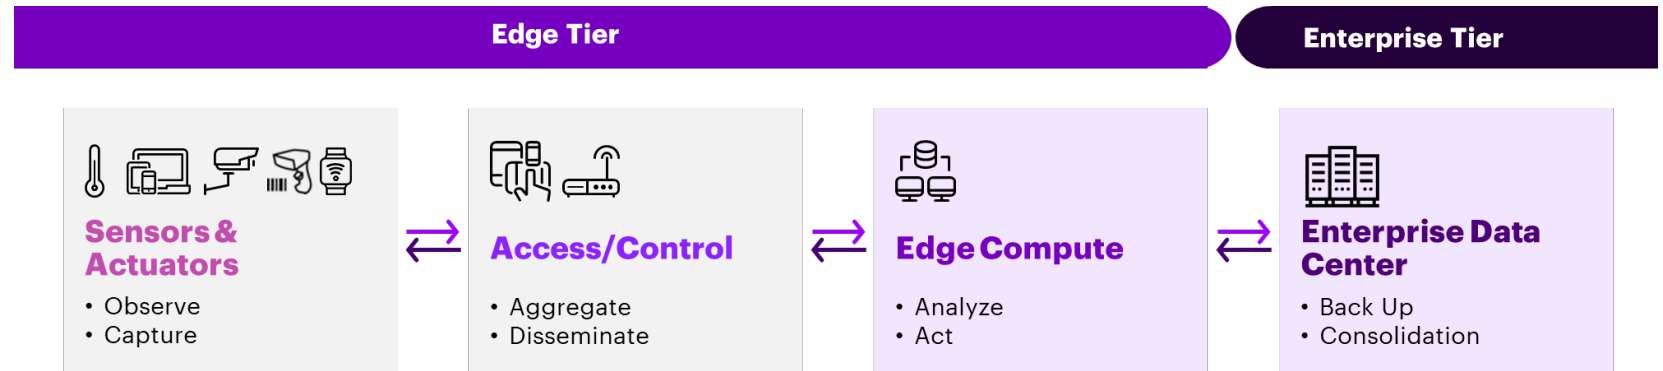 Edge Tier
Enterprise Tier
Sensors &
Actuators
• Observe
• Capture
Access/Control
• Aggregate
• Disseminate
Edge Compute
• Analyze
• Act
Enterprise Data
Center
• Back Up
• Consolidation